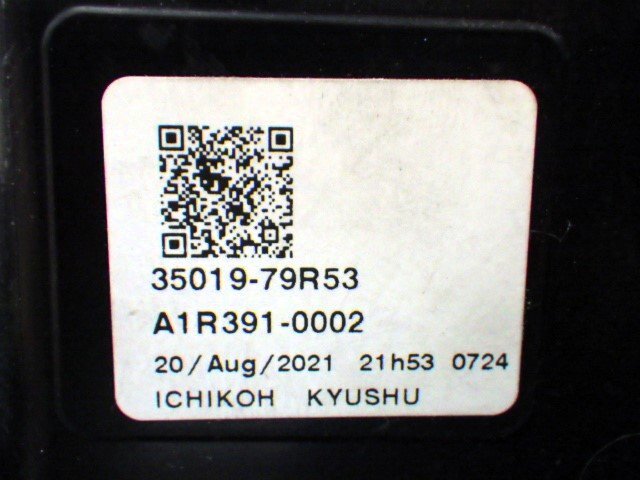 35019-79R53
A1R391-0002
20/Aug/2021 21h53 0724
ICHIKOH KYUSHU